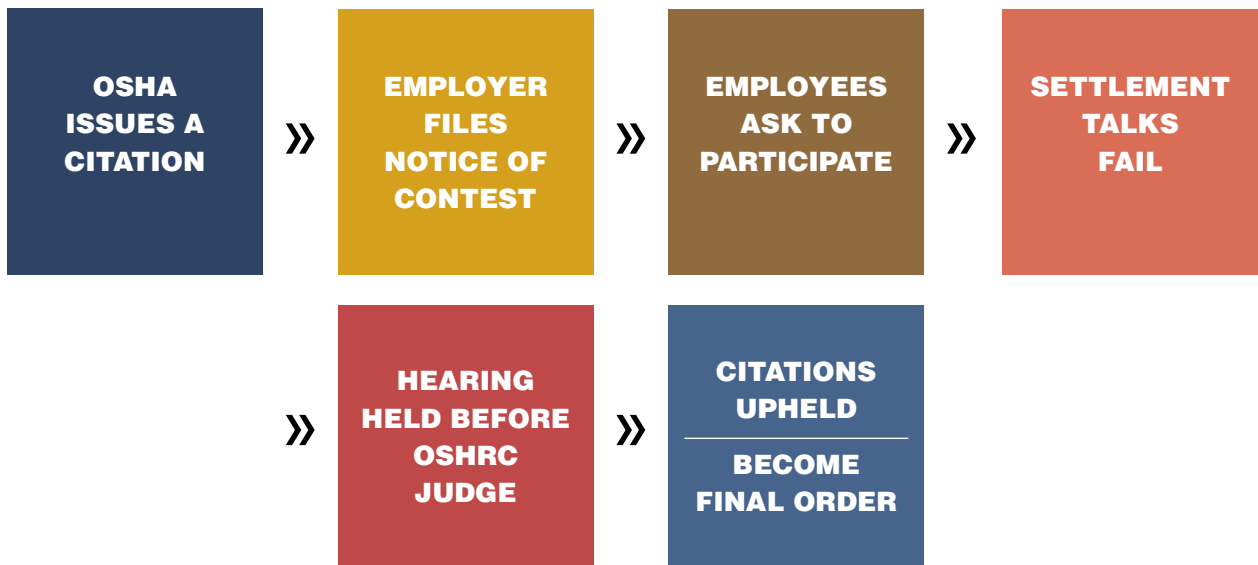 OSHA
ISSUES A
CITATION
EMPLOYER
FILES
NOTICE OF
CONTEST
EMPLOYEES
ASK TO
PARTICIPATE
SETTLEMENT
TALKS
FAIL
HEARING
HELD BEFORE
OSHRC
JUDGE
CITATIONS
UPHELD
BECOME
FINAL ORDER